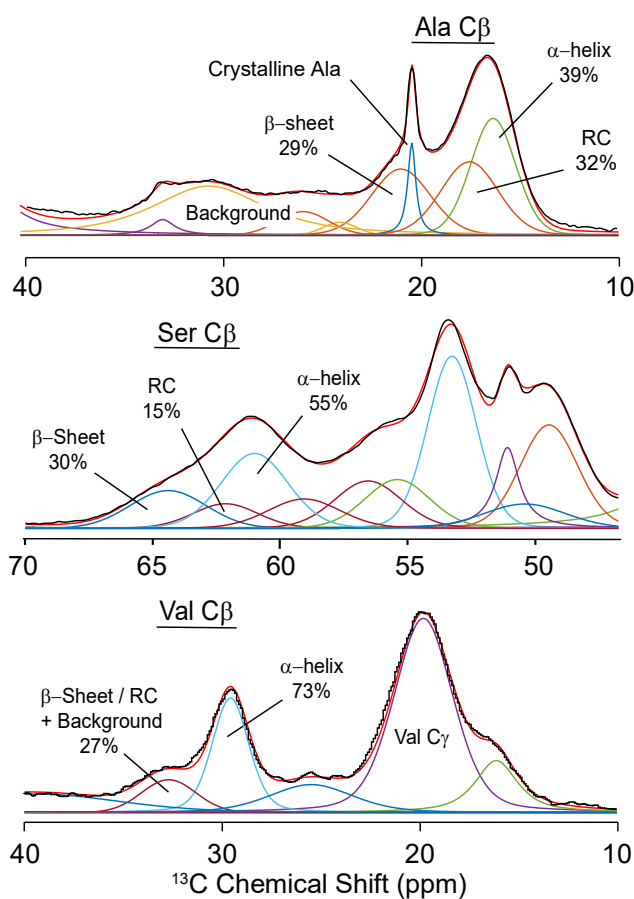 Ala Cβ
α−helix
39%
Crystalline Ala
β−sheet
29%
RC
32%
Background
40
30
20
10
Ser Cβ
RC
15%
α−helix
55%
β−Sheet
30%
70
65
60
55
50
Val Cβ
α−helix
73%
β−Sheet / RC
+ Background
27%
Val Cγ
40
30
20
10
¹³C Chemical Shift (ppm)